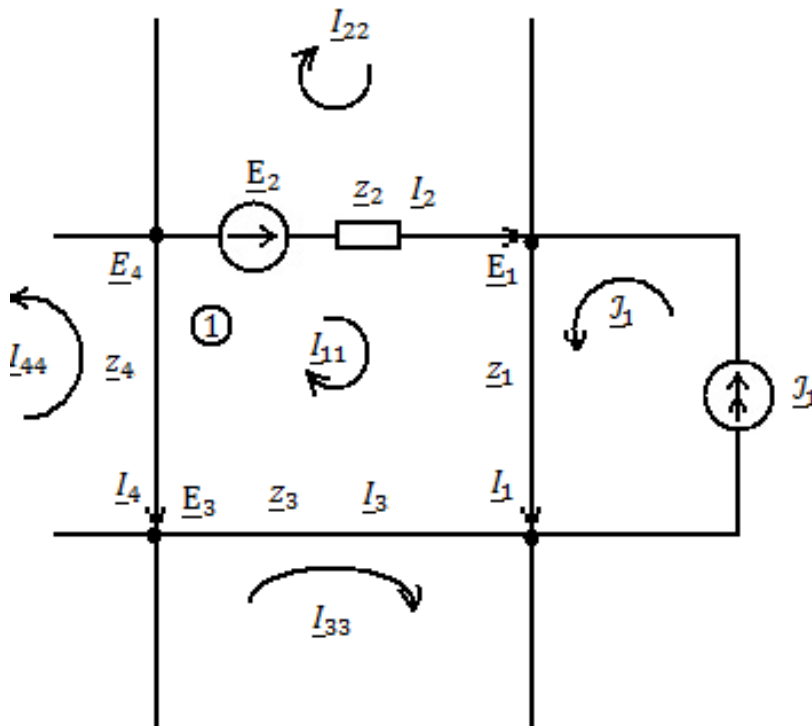 I₂₂
E₂ z₂ I₂
E₄ E₁
1
J₁
I₄₄ z₄ I₁₁ z₁ J₁
I₄ E₃ z₃ I₃ I₁
I₃₃